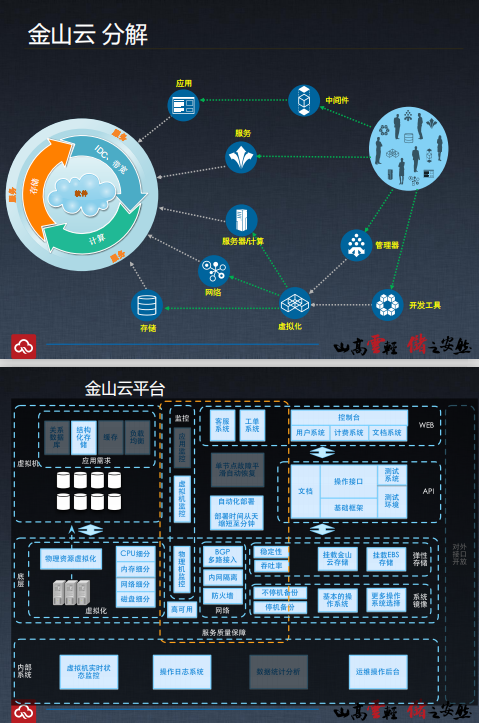 金山云 分解
应用
中间件
服务
服务
IDC、带宽
存储
软件
服务
计算
服务
服务器/计算
管理器
网络
存储
虚拟化
开发工具
山高
金山云平台
关系
数据
库
结构
化存
储
缓存
负载
均衡
应用需求
虚拟机
监控
应用
监控
虚拟
机监
控
物理
机监
控
客服
系统
工单
系统
控制台
用户系统
计费系统
文档系统
WEB
单节点故障平
滑自动恢复
自动化部署
部署时间从天
缩短至分钟
文档
操作接口
基础框架
测试
系统
测试
环境
API
对外
接口
开放
底
层
物理资源虚拟化
CPU细分
内存细分
网络细分
磁盘细分
虚拟化
高可用
BGP
多路接入
内网隔离
防火墙
网络
稳定性
吞吐率
不停机备份
停机备份
挂载金山
云存储
挂载EBS
存储
弹性
存储
基本的操
作系统
更多操作
系统选择
系统
镜像
服务质量保障
内部
系统
虚拟机实时状
态监控
操作日志系统
数据统计分析
运维操作后台
山高